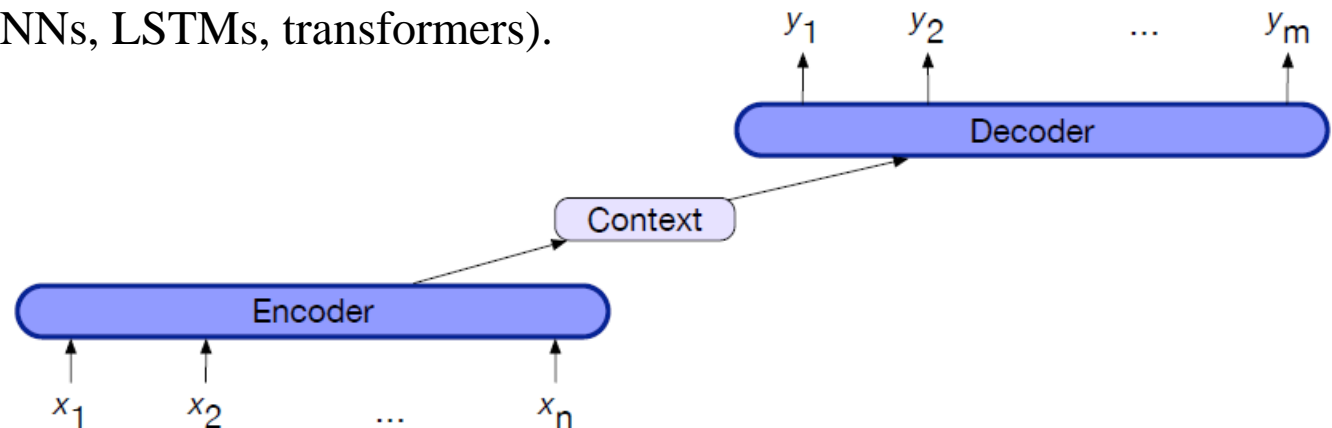 NNs, LSTMs, transformers).
y1 y2 ... ym
Decoder
Context
Encoder
x1 x2 ... xn